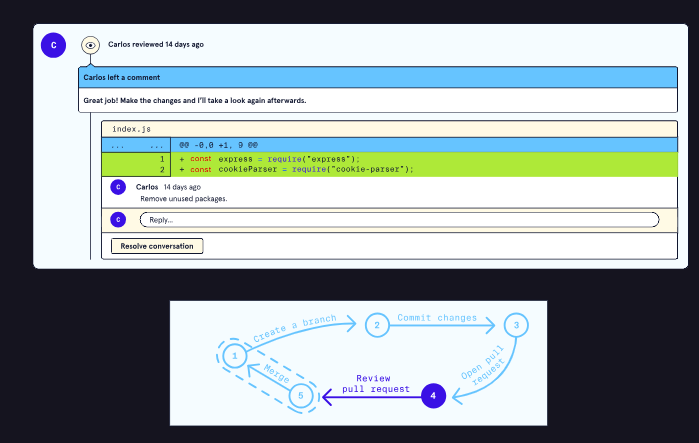 C
Carlos reviewed 14 days ago
Carlos left a comment
Great job! Make the changes and I'll take a look again afterwards.
index.js
... ... @@ -0,0 +1, 9 @@
1 + const express = require("express");
2 + const cookieParser = require("cookie-parser");
C Carlos 14 days ago
Remove unused packages.
C Reply...
Resolve conversation
Create a branch
2
Commit changes
3
1
Open pull
request
Merge
Review
pull request
5
4